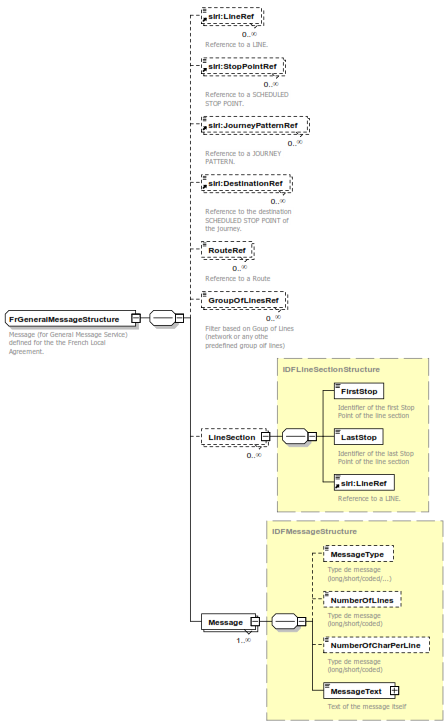 siri:LineRef
0..∞
Reference to a LINE.
siri:StopPointRef
0..∞
Reference to a SCHEDULED
STOP POINT.
siri:JourneyPatternRef
0..∞
Reference to a JOURNEY
PATTERN.
siri:DestinationRef
0..∞
Reference to the destination
SCHEDULED STOP POINT of
the journey.
RouteRef
0..∞
Reference to a Route
GroupOfLinesRef
0..∞
Filter based on Goup of Lines
(network or any othe
predefined group olf lines)
FrGeneralMessageStructure
Message (for General Message Service)
defined for the the French Local
Agreement.
IDFLineSectionStructure
FirstStop
Identifier of the first Stop
Point of the line section
LineSection
0..∞
LastStop
Identifier of the last Stop
Point of the line section
siri:LineRef
Reference to a LINE.
IDFMessageStructure
MessageType
Type de message
(long/short/coded/...)
NumberOfLines
Type de message
(long/short/coded)
Message
1..∞
NumberOfCharPerLine
Type de message
(long/short/coded)
MessageText
Text of the message itself